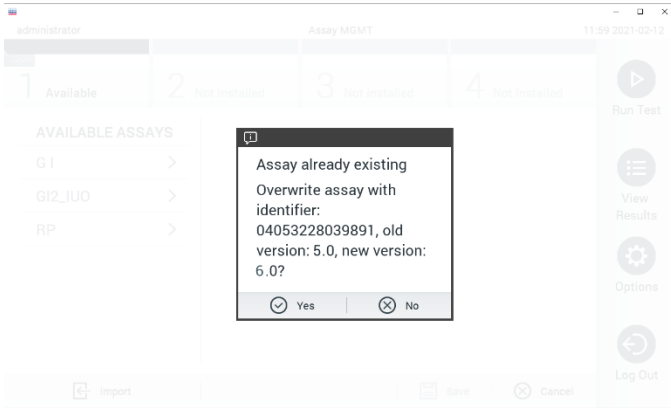 administrator Assay MGMT 11:59 2021-02-12
1 Available 2 Not installed 3 Not installed 4 Not installed
Run Test
AVAILABLE ASSAYS
GI
GI2_IUO
RP
Assay already existing
Overwrite assay with
identifier:
04053228039891, old
version: 5.0, new version:
6.0?
Yes No
View
Results
Options
Log Out
Import Save Cancel